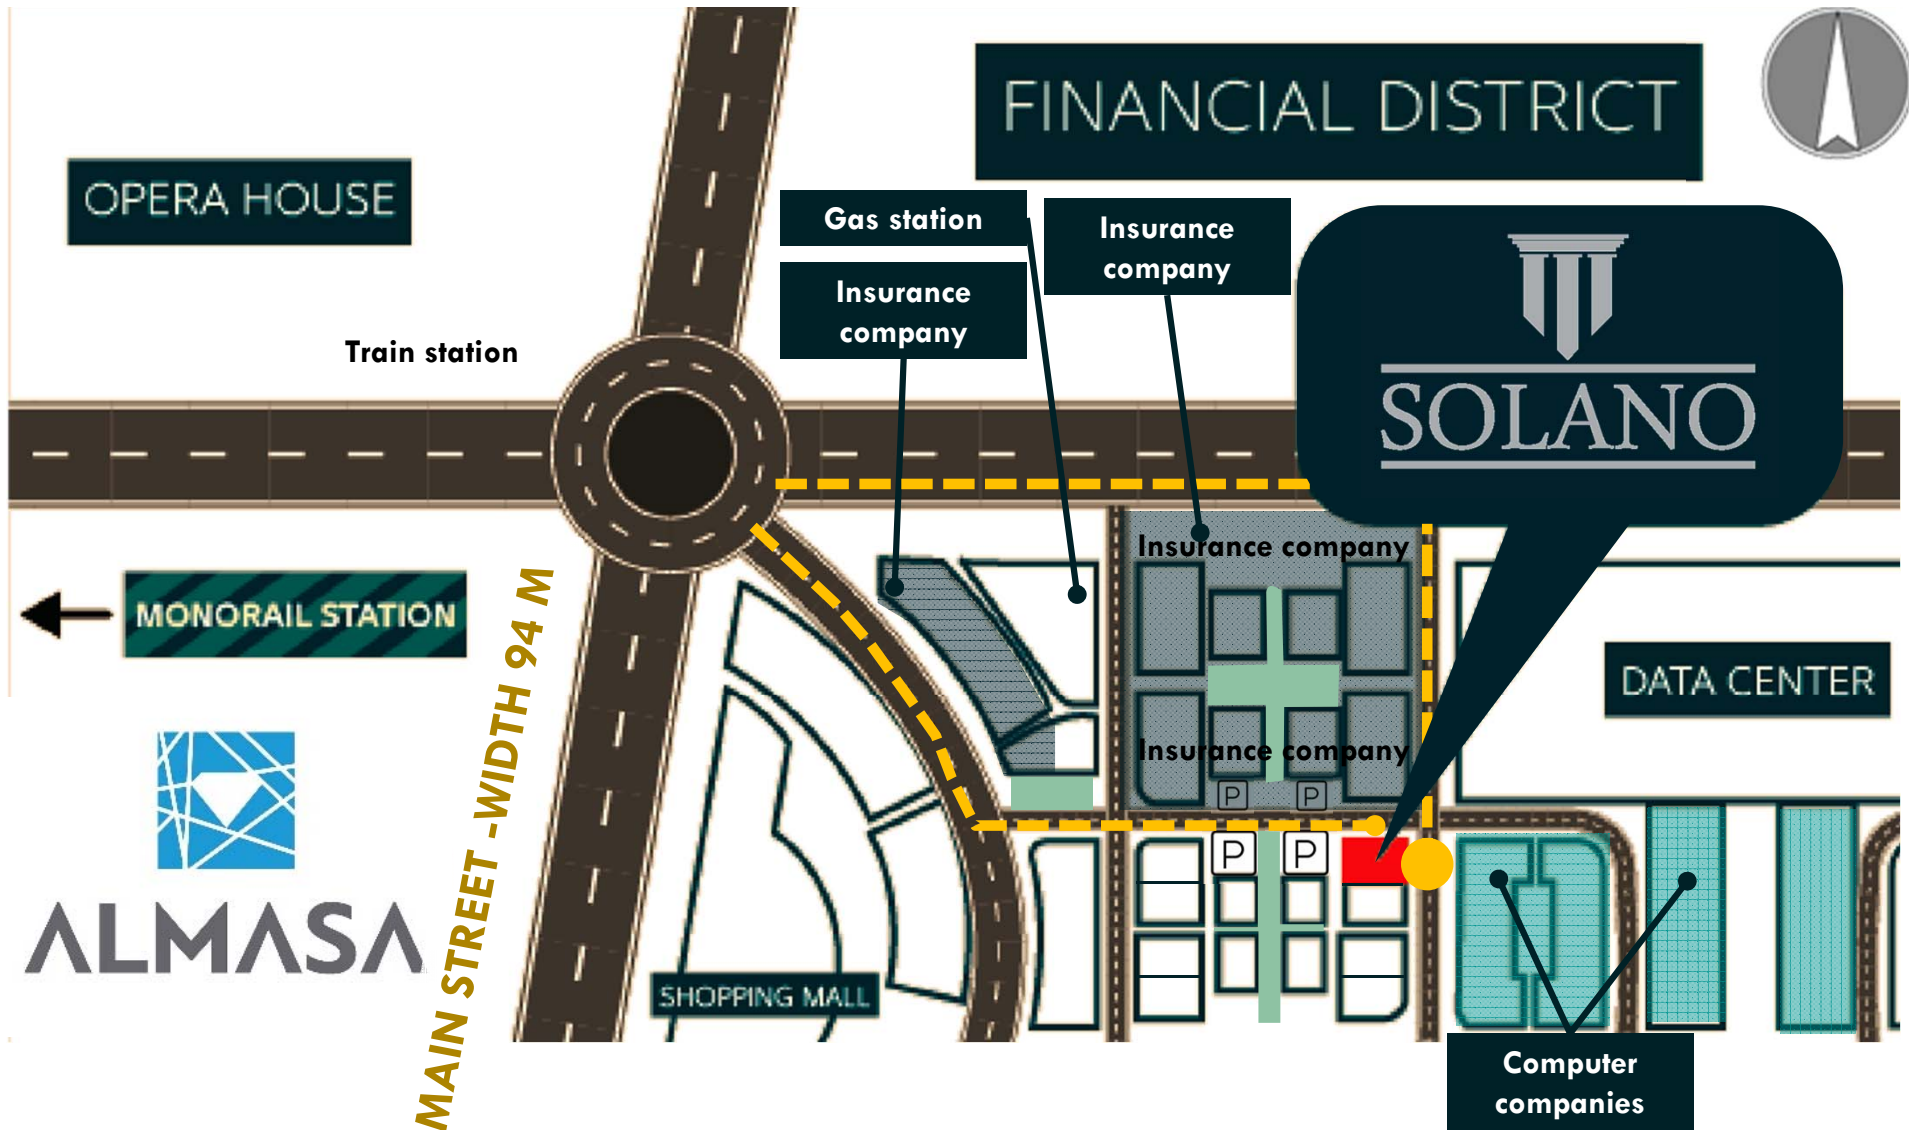 FINANCIAL DISTRICT
OPERA HOUSE
Gas station
Insurance
company
Insurance
company
Train station
SOLANO
Insurance company
MONORAIL STATION
MAIN STREET -WIDTH 94 M
DATA CENTER
Insurance company
P
P
P
P
ALMASA
SHOPPING MALL
Computer
companies